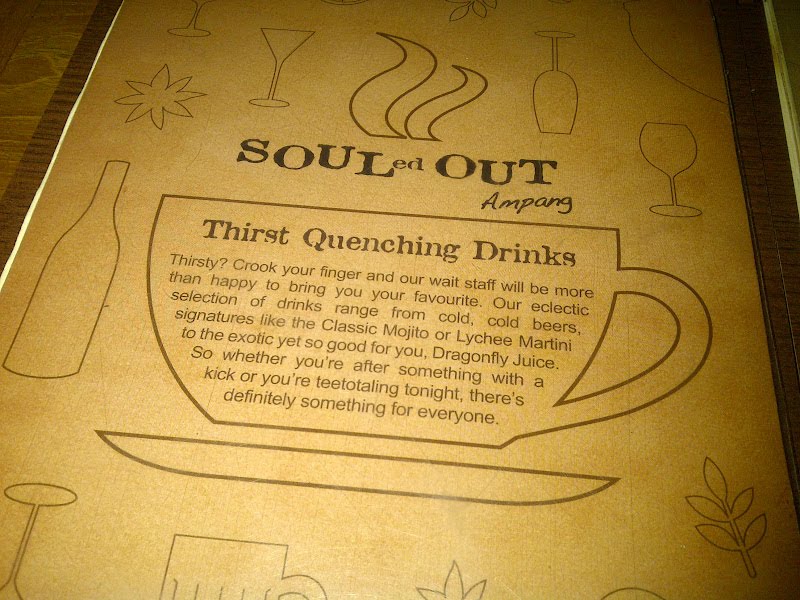 SOULed OUT
Ampang
Thirst Quenching Drinks
Thirsty? Crook your finger and our wait staff will be more
than happy to bring you your favourite. Our eclectic
selection of drinks range from cold, cold beers,
signatures like the Classic Mojito or Lychee Martini
to the exotic yet so good for you, Dragonfly Juice.
So whether you're after something with a
kick or you're teetotaling tonight, there's
definitely something for everyone.